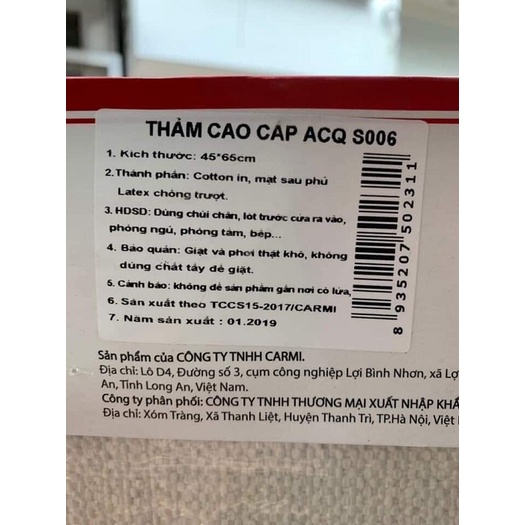 THẢM CAO CẤP ACQ S006
1. Kích thước: 45*65cm
2.Thành phần: Cotton in, mặt sau phủ
Latex chống trượt.
3. HDSD: Dùng chùi chân, lót trước cửa ra vào,
phòng ngủ, phòng tắm, bếp...
4. Bảo quản: Giặt và phơi thật khô, không
dùng chất tẩy để giặt.
5. Cảnh báo: không để sản phẩm gần nơi có lửa,
6. Sản xuất theo TCCS15-2017/CARMI
7. Năm sản xuất : 01.2019
8 935207 502311
Sản phẩm của CÔNG TY TNHH CARMI.
Địa chỉ: Lô D4, Đường số 3, cụm công nghiệp Lợi Bình Nhơn, xã Lợ
An, Tỉnh Long An, Việt Nam.
Công ty phân phối: CÔNG TY TNHH THƯƠNG MẠI XUẤT NHẬP KHẨ
Địa chỉ: Xóm Tràng, Xã Thanh Liệt, Huyện Thanh Trì, TP.Hà Nội, Việt